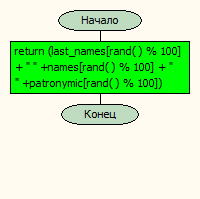 Начало
return (last_names[rand() % 100]
+ " " +names[rand() % 100] + "
" +patronymic[rand() % 100])
Конец